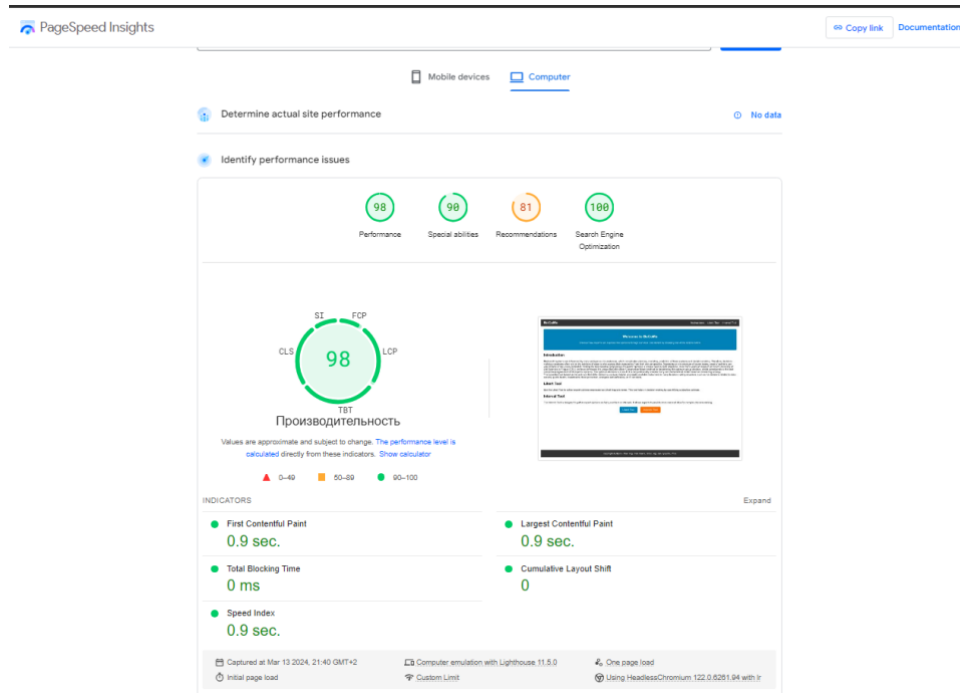 PageSpeed Insights
Copy link
Documentation
Mobile devices
Computer
Determine actual site performance
No data
Identify performance issues
98
90
81
100
Performance
Special abilities
Recommendations
Search Engine
Optimization
SI
FCP
CLS
98
LCP
TBT
Производительность
Values are approximate and subject to change. The performance level is
calculated directly from these indicators. Show calculator
0–49
50–89
90–100
Introduction
INDICATORS
Expand
First Contentful Paint
0.9 sec.
Largest Contentful Paint
0.9 sec.
Total Blocking Time
0 ms
Cumulative Layout Shift
0
Speed Index
0.9 sec.
Captured at Mar 13 2024, 21:40 GMT+2
Computer emulation with Lighthouse 11.5.0
One page load
Initial page load
Custom Limit
Using HeadlessChromium 122.0.6261.94 with lr